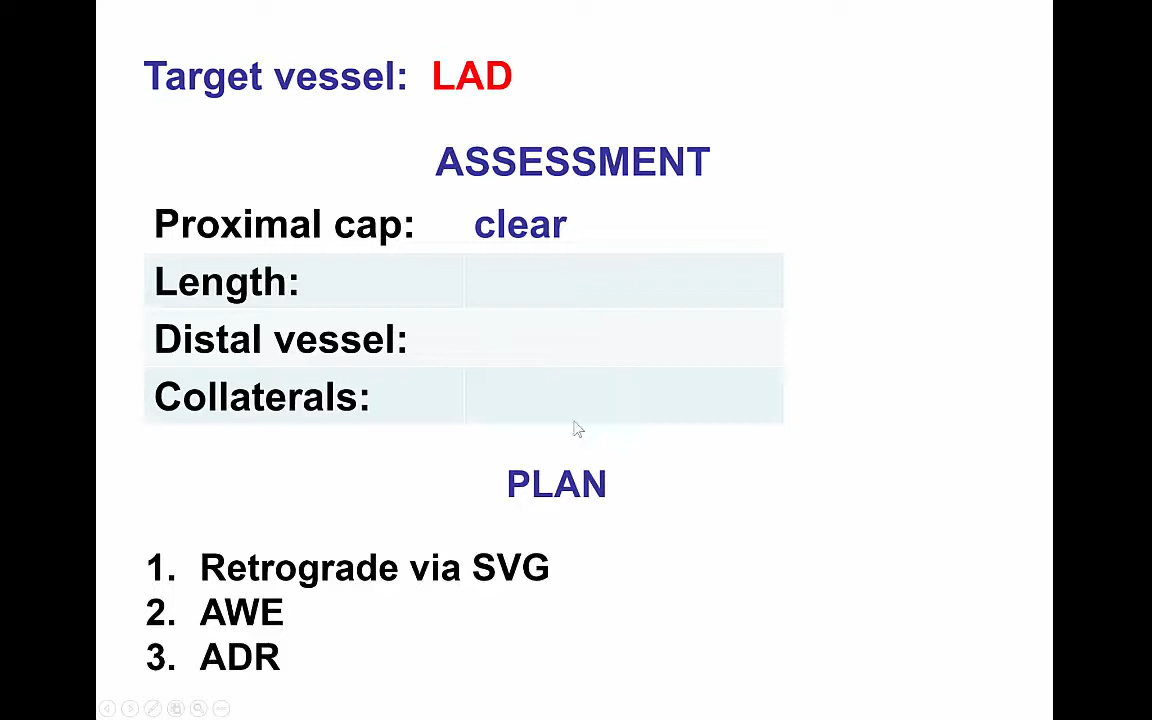 Target vessel: LAD
ASSESSMENT
Proximal cap: clear
Length:
Distal vessel:
Collaterals:
PLAN
1. Retrograde via SVG
2. AWE
3. ADR